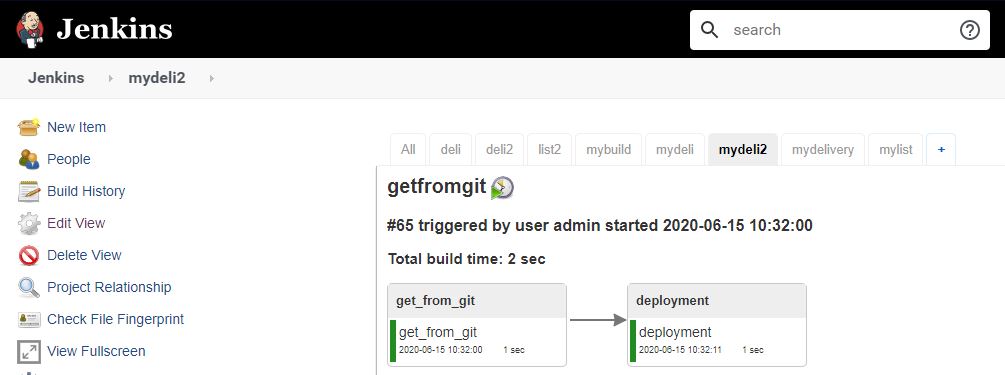 Jenkins
search
Jenkins
mydeli2
New Item
People
Build History
Edit View
Delete View
Project Relationship
Check File Fingerprint
View Fullscreen
All deli deli2 list2 mybuild mydeli mydeli2 mydelivery mylist +
getfromgit
#65 triggered by user admin started 2020-06-15 10:32:00
Total build time: 2 sec
get_from_git
get_from_git
2020-06-15 10:32:00 1 sec
deployment
deployment
2020-06-15 10:32:11 1 sec